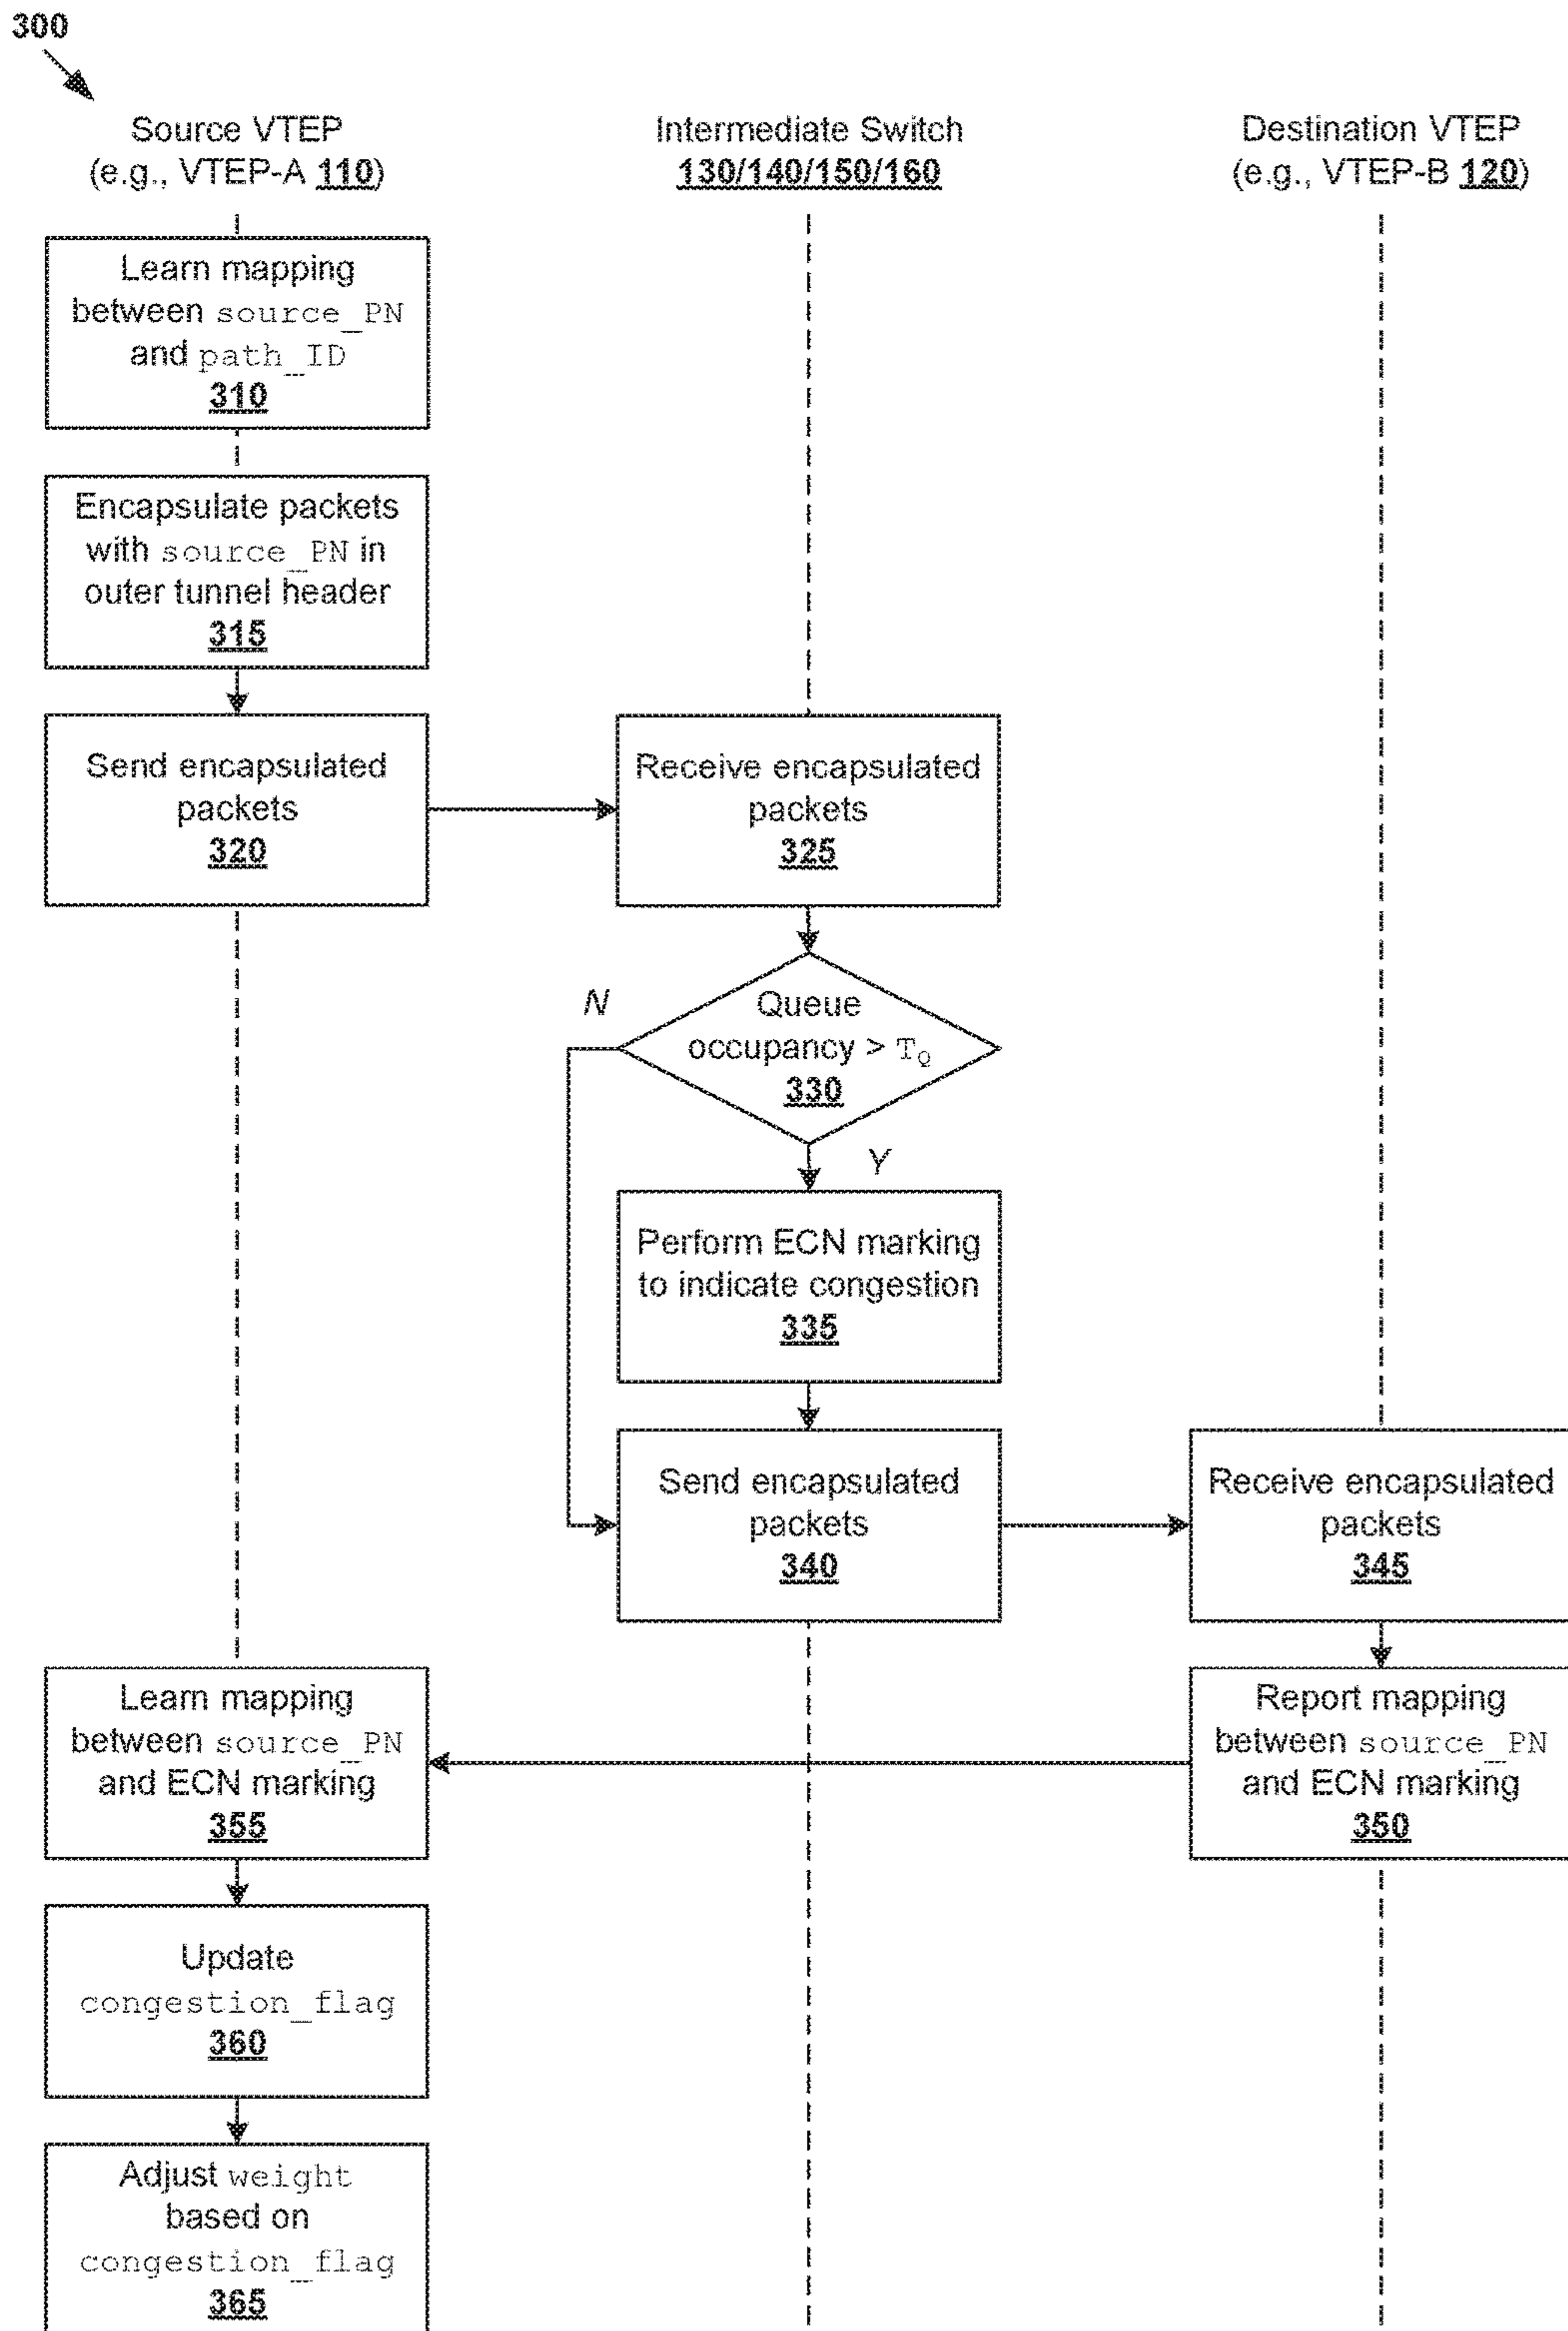 300
Source VTEP
(e.g., VTEP-A 110)
Intermediate Switch
130/140/150/160
Destination VTEP
(e.g., VTEP-B 120)
Learn mapping
between source_PN
and path_ID
310
Encapsulate packets
with source_PN in
outer tunnel header
315
Send encapsulated
packets
320
Receive encapsulated
packets
325
N
Queue
occupancy > TQ
330
Y
Perform ECN marking
to indicate congestion
335
Send encapsulated
packets
340
Receive encapsulated
packets
345
Learn mapping
between source_PN
and ECN marking
355
Report mapping
between source_PN
and ECN marking
350
Update
congestion_flag
360
Adjust weight
based on
congestion_flag
365